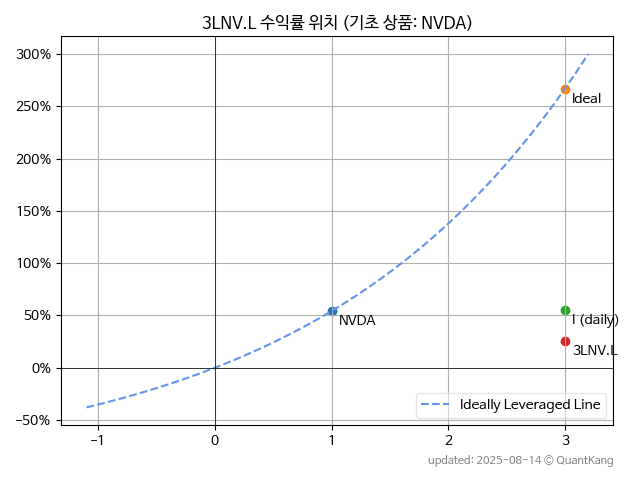 3LNV.L 수익률 위치 (기초 상품: NVDA)
300%
250%
200%
150%
100%
50%
0%
−50%
Ideal
NVDA
I (daily)
3LNV.L
Ideally Leveraged Line
−1 0 1 2 3
updated: 2025-08-14 © QuantKang